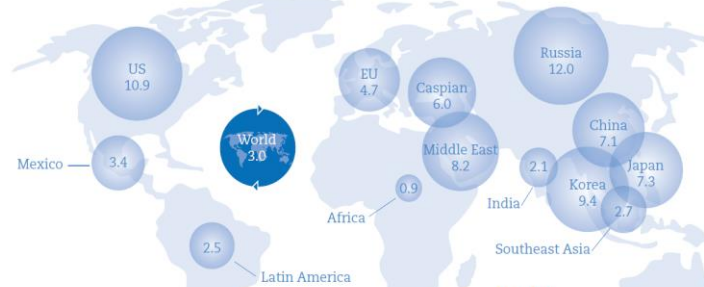 US
10.9
EU
4.7
Russia
12.0
Caspian
6.0
China
7.1
World
3.0
Middle East
8.2
Mexico
3.4
2.1
India
Japan
7.3
Korea
9.4
0.9
Africa
2.7
Southeast Asia
2.5
Latin America